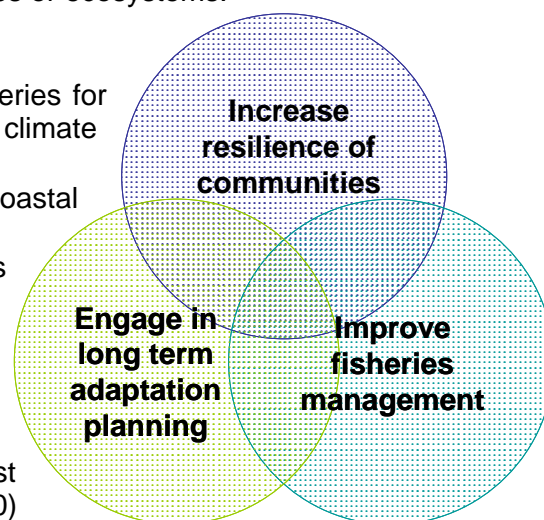 ecosystems.
eries for
climate
oastal
s
st
0)
Increase
resilience of
communities
Engage in
long term
adaptation
planning
Improve
fisheries
management